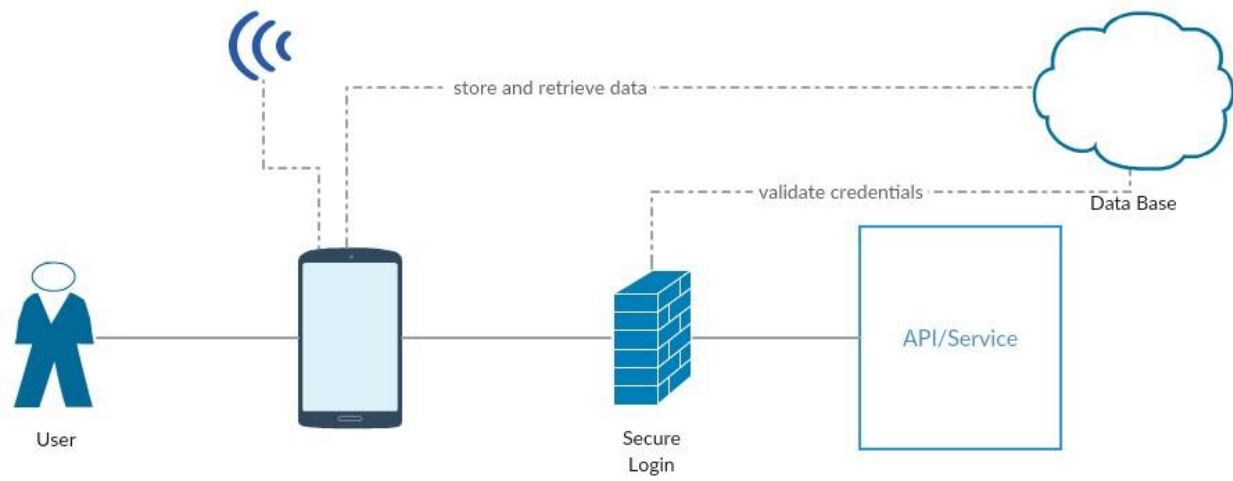 store and retrieve data
validate credentials
Data Base
API/Service
User
Secure
Login